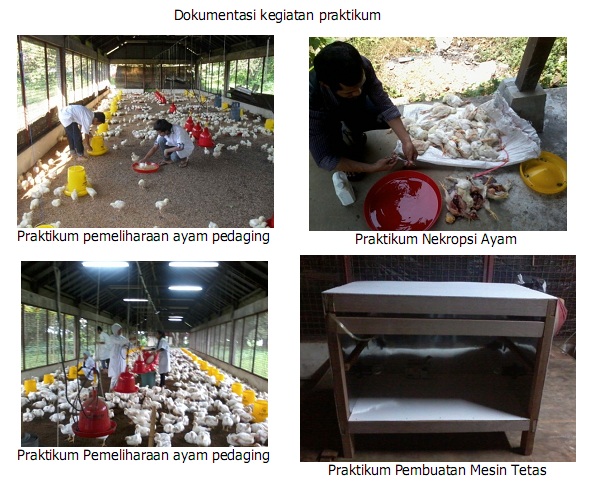 Dokumentasi kegiatan praktikum
Praktikum pemeliharaan ayam pedaging
Praktikum Nekropsi Ayam
Praktikum Pemeliharaan ayam pedaging
Praktikum Pembuatan Mesin Tetas